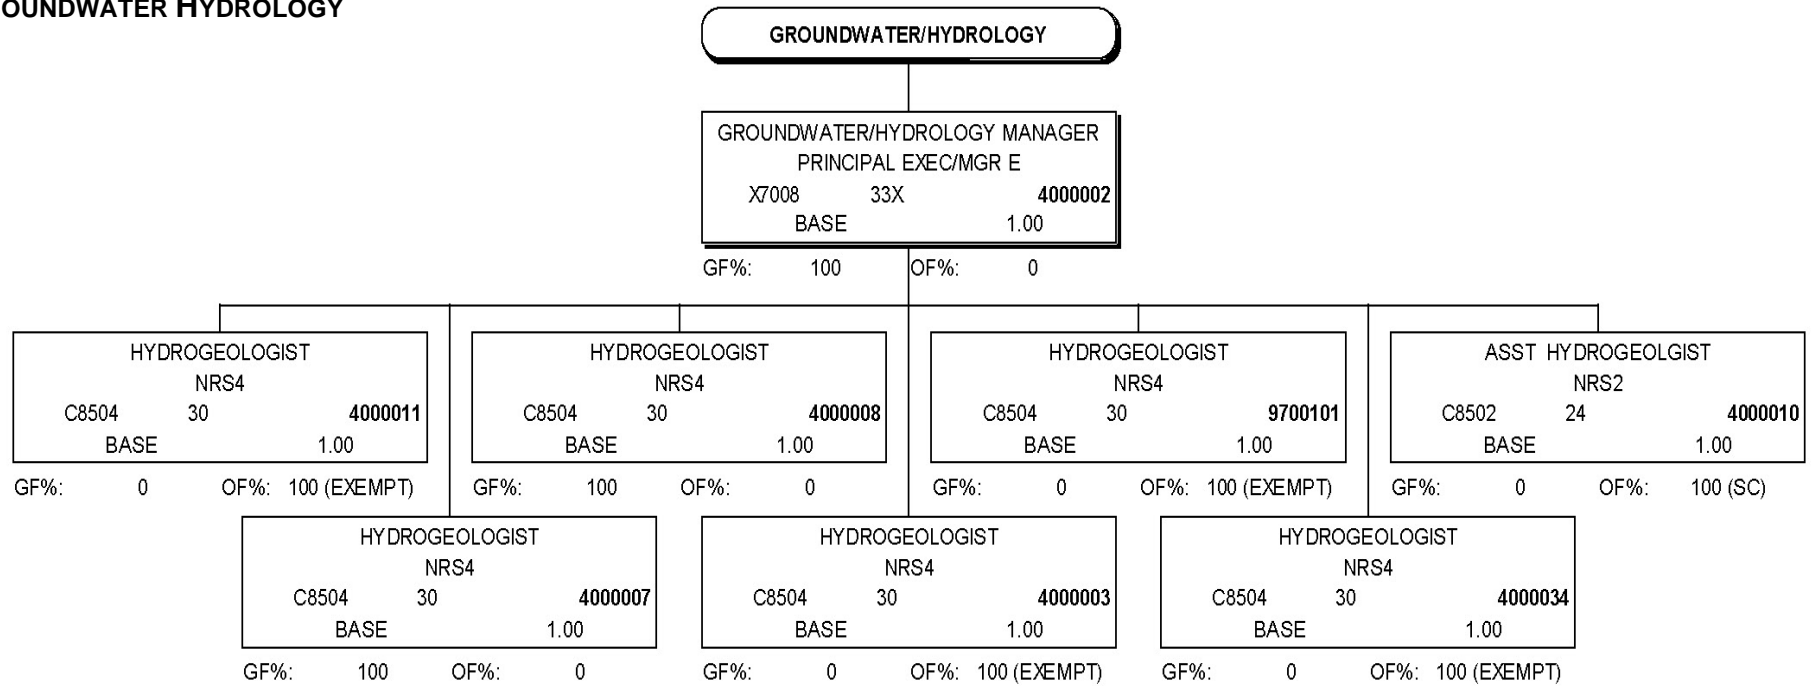 OUNDWATER HYDROLOGY
GROUNDWATER/HYDROLOGY
GROUNDWATER/HYDROLOGY MANAGER
PRINCIPAL EXEC/MGR E
X7008 33X 4000002
BASE 1.00
GF%: 100 OF%: 0
HYDROGEOLOGIST
NRS4
C8504 30 4000011
BASE 1.00
GF%: 0 OF%: 100 (EXEMPT)
HYDROGEOLOGIST
NRS4
C8504 30 4000008
BASE 1.00
GF%: 100 OF%: 0
HYDROGEOLOGIST
NRS4
C8504 30 9700101
BASE 1.00
GF%: 0 OF%: 100 (EXEMPT)
ASST HYDROGEOLGIST
NRS2
C8502 24 4000010
BASE 1.00
GF%: 0 OF%: 100 (SC)
HYDROGEOLOGIST
NRS4
C8504 30 4000007
BASE 1.00
GF%: 100 OF%: 0
HYDROGEOLOGIST
NRS4
C8504 30 4000003
BASE 1.00
GF%: 0 OF%: 100 (EXEMPT)
HYDROGEOLOGIST
NRS4
C8504 30 4000034
BASE 1.00
GF%: 0 OF%: 100 (EXEMPT)